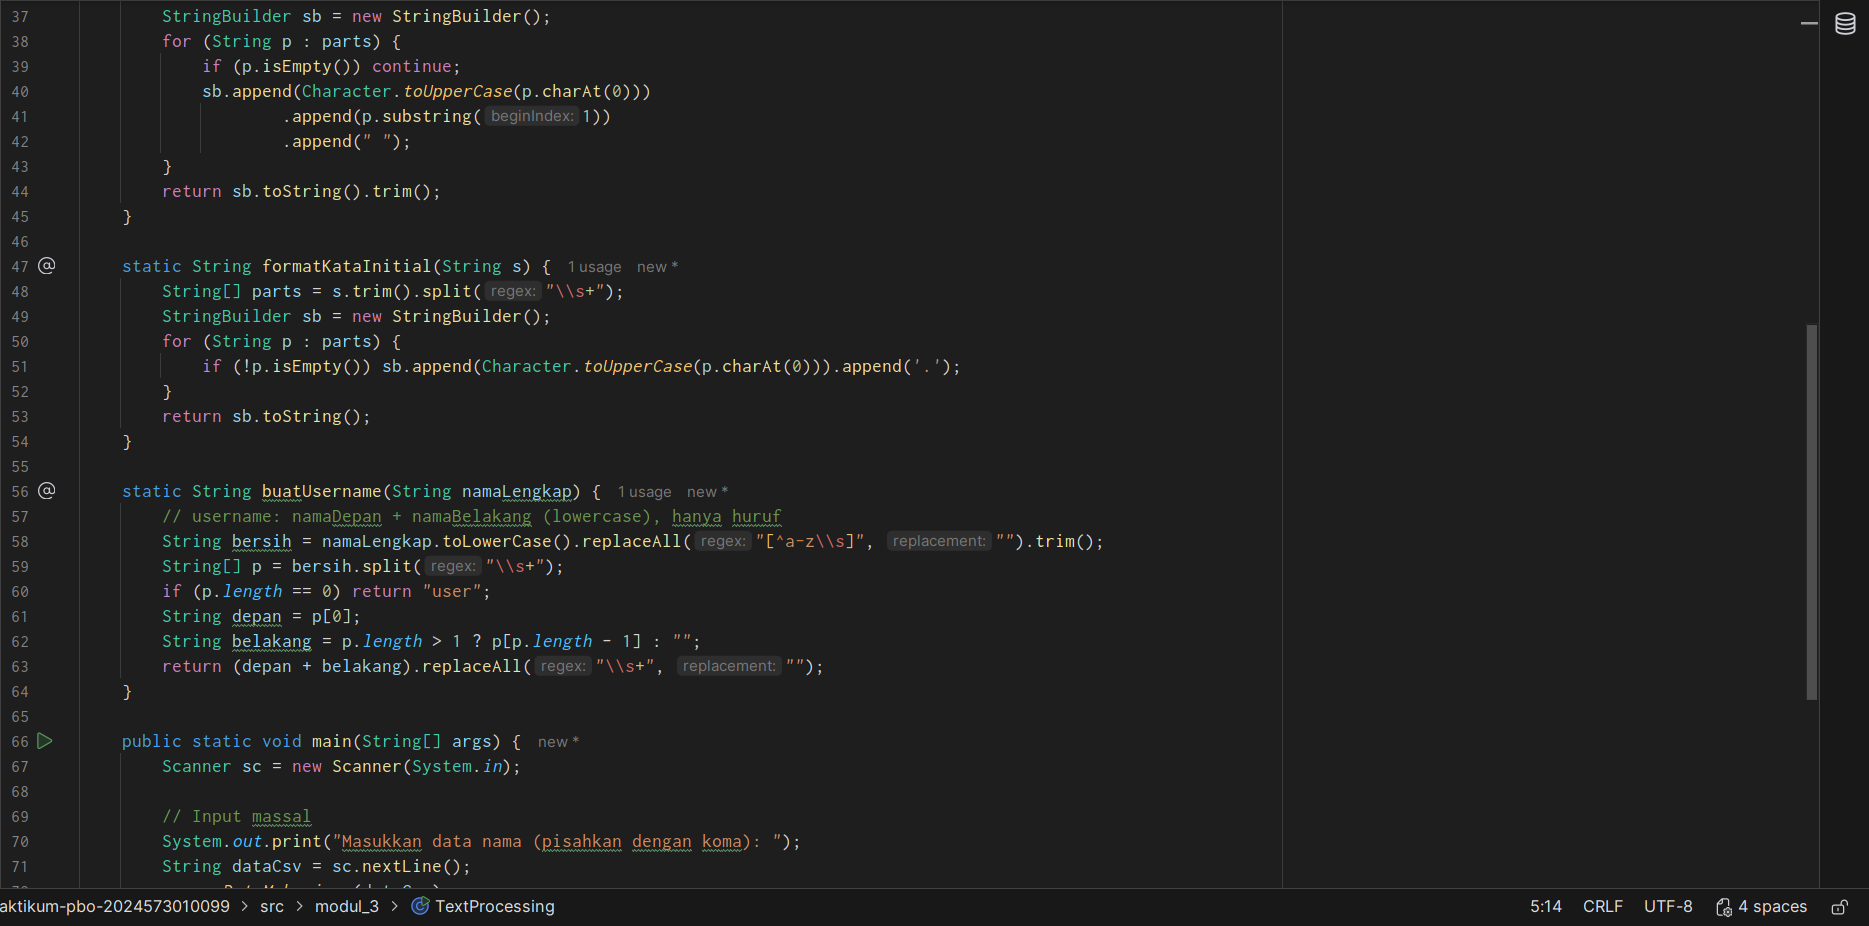 37 StringBuilder sb = new StringBuilder();
38 for (String p : parts) {
39 if (p.isEmpty()) continue;
40 sb.append(Character.toUpperCase(p.charAt(0)))
41 .append(p.substring( beginIndex: 1))
42 .append(" ");
43 }
44 return sb.toString().trim();
45 }
46
47 @ static String formatKataInitial(String s) { 1 usage new *
48 String[] parts = s.trim().split( regex: "\\s+");
49 StringBuilder sb = new StringBuilder();
50 for (String p : parts) {
51 if (!p.isEmpty()) sb.append(Character.toUpperCase(p.charAt(0))).append('.');
52 }
53 return sb.toString();
54 }
55
56 @ static String buatUsername(String namaLengkap) { 1 usage new *
57 // username: namaDepan + namaBelakang (lowercase), hanya huruf
58 String bersih = namaLengkap.toLowerCase().replaceAll( regex: "[^a-z\\s]", replacement: "").trim();
59 String[] p = bersih.split( regex: "\\s+");
60 if (p.length == 0) return "user";
61 String depan = p[0];
62 String belakang = p.length > 1 ? p[p.length - 1] : "";
63 return (depan + belakang).replaceAll( regex: "\\s+", replacement: "");
64 }
65
66 public static void main(String[] args) { new *
67 Scanner sc = new Scanner(System.in);
68
69 // Input massal
70 System.out.print("Masukkan data nama (pisahkan dengan koma): ");
71 String dataCsv = sc.nextLine();
aktikum-pbo-2024573010099 > src > modul_3 > TextProcessing 5:14 CRLF UTF-8 4 spaces